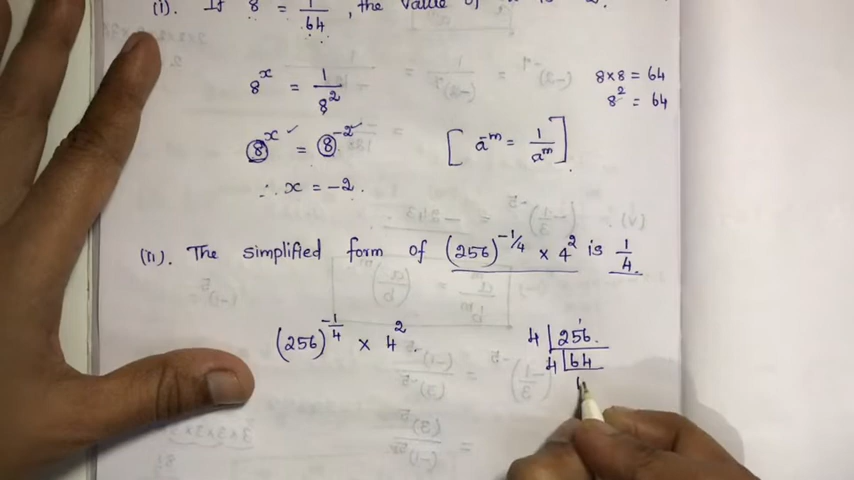 (i). If 8 = 1/64, the value of x is -2.
8^x = 1/8^2
8 × 8 = 64
8^2 = 64
8^x ✓ = 8^-2 ✓
[a^-m = 1/a^m].
∴ x = -2.
(ii). The simplified form of (256)^-1/4 × 4^2 is 1/4.
(256)^-1/4 × 4^2.
4 | 256.
4 | 64